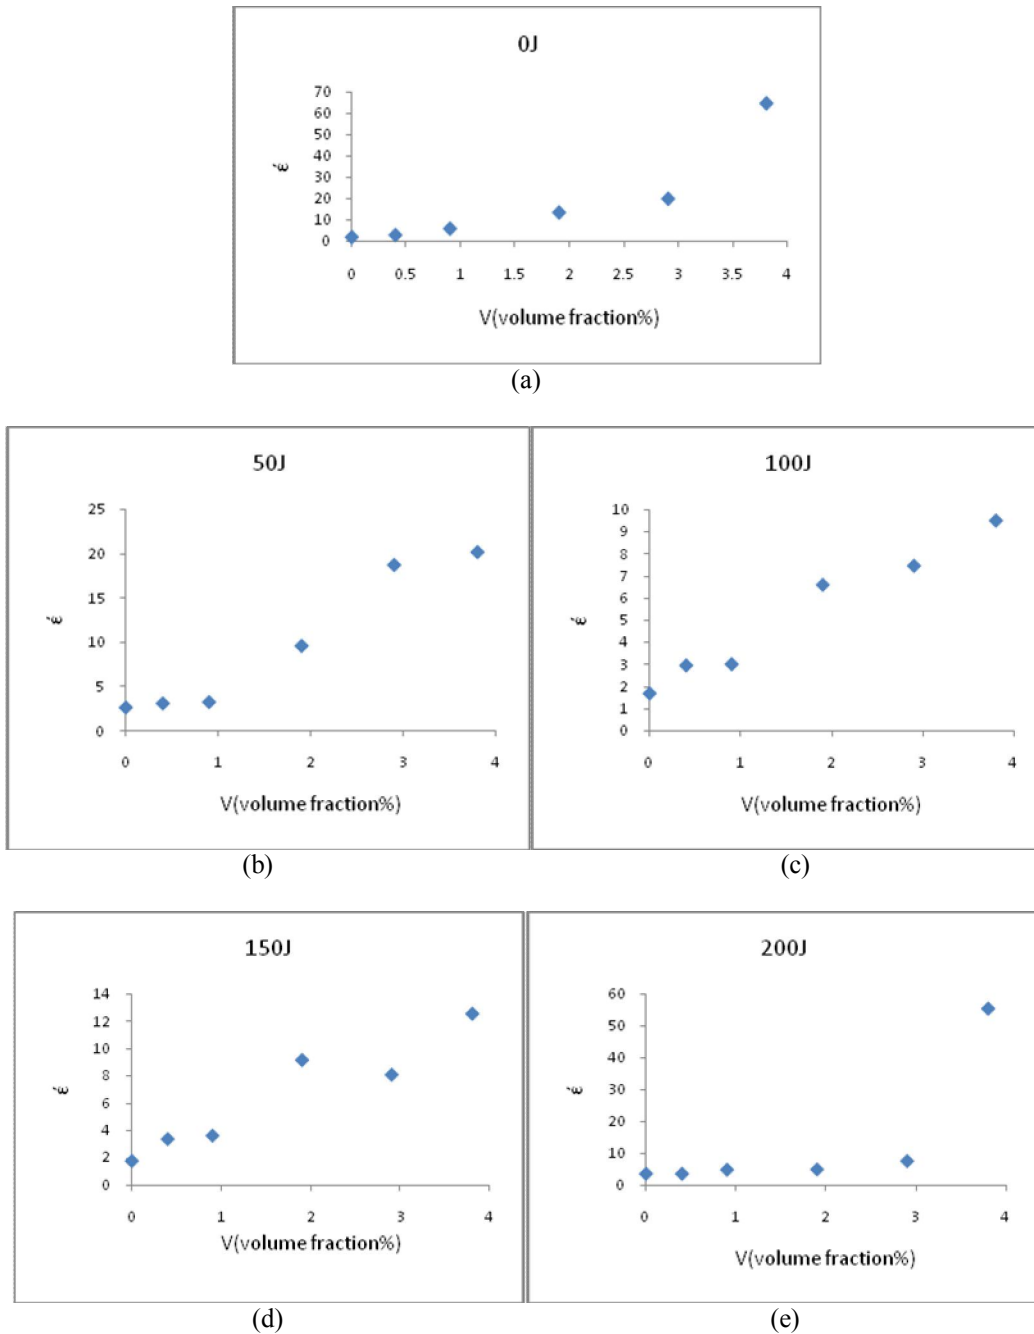 0J
70
60
50
40
30
20
10
0
έ
0 0.5 1 1.5 2 2.5 3 3.5 4
V(volume fraction%)
(a)
50J
25
20
15
10
5
0
έ
0 1 2 3 4
V(volume fraction%)
(b)
100J
10
9
8
7
6
5
4
3
2
1
0
έ
0 1 2 3 4
V(volume fraction%)
(c)
150J
14
12
10
8
6
4
2
0
έ
0 1 2 3 4
V(volume fraction%)
(d)
200J
60
50
40
30
20
10
0
έ
0 1 2 3 4
V(volume fraction%)
(e)